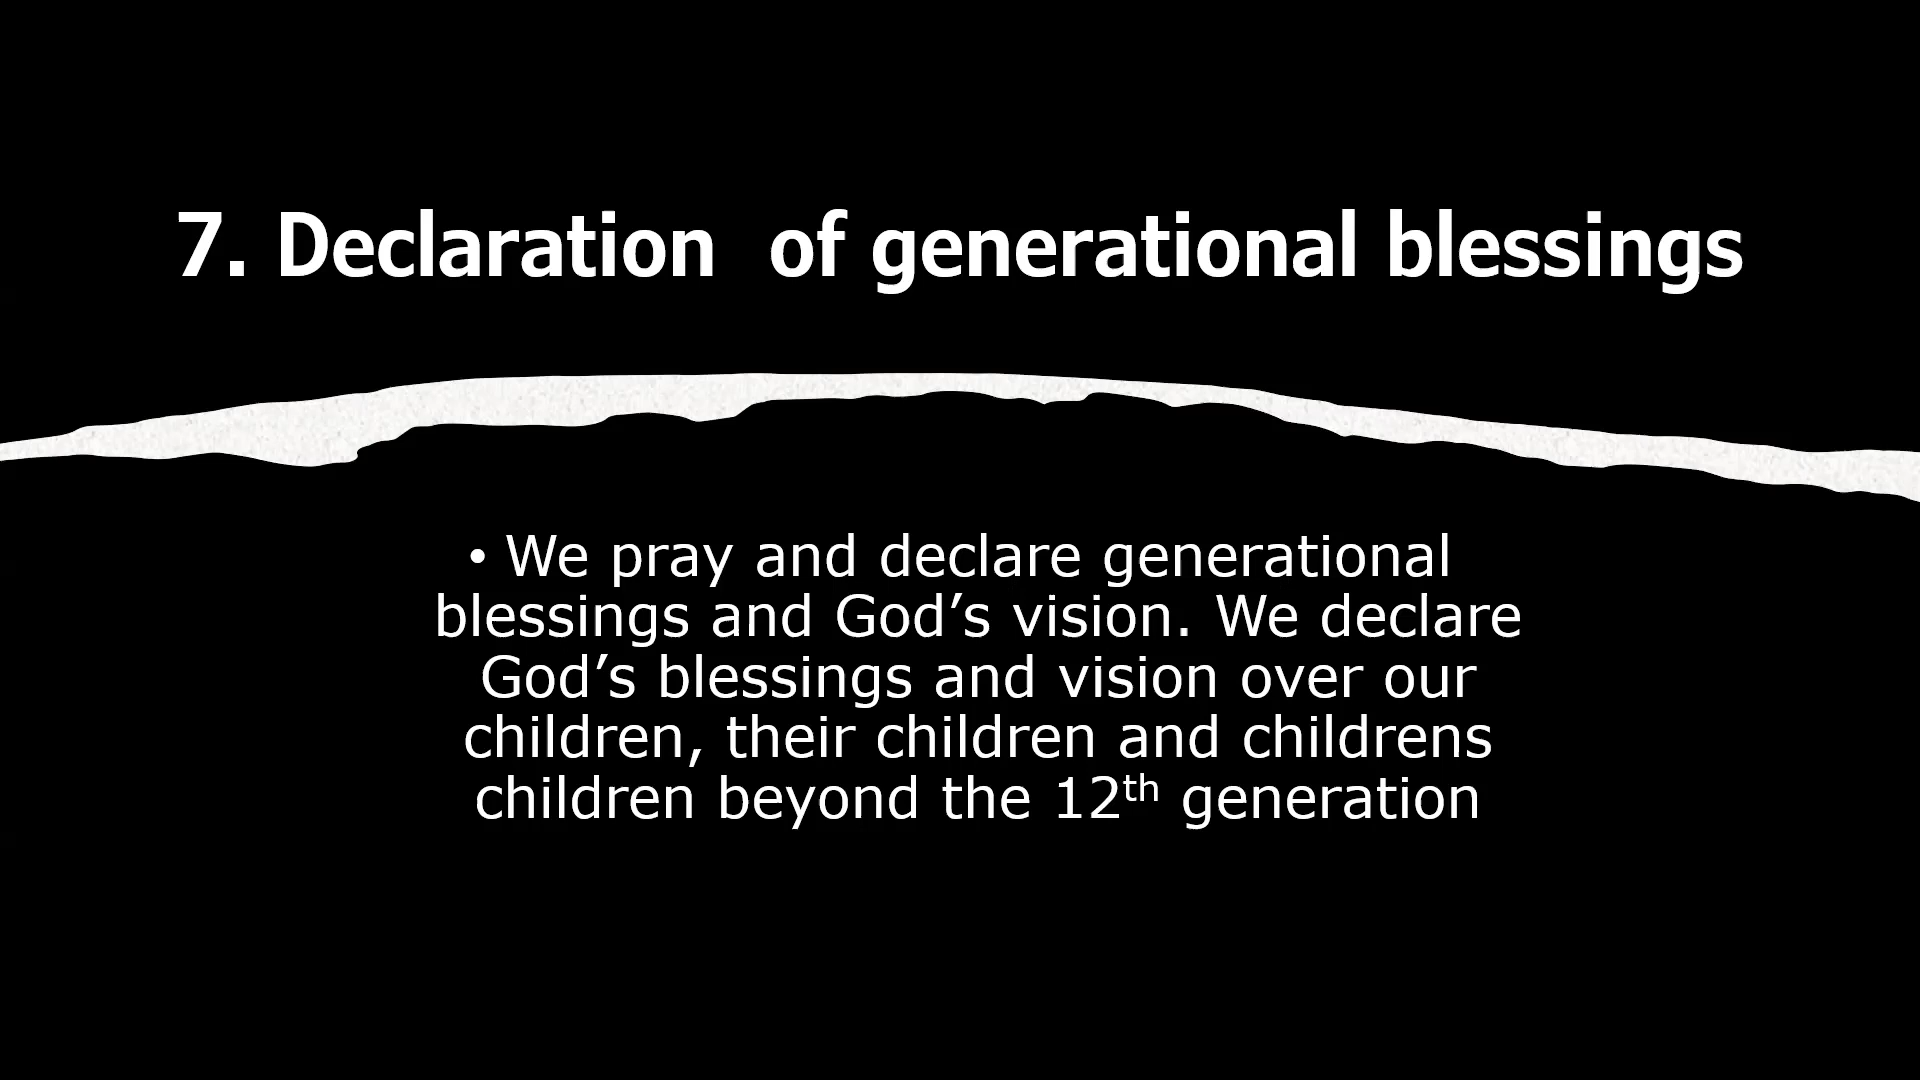 7. Declaration  of generational blessings
• We pray and declare generational
blessings and God’s vision. We declare
God’s blessings and vision over our
children, their children and childrens
children beyond the 12th generation